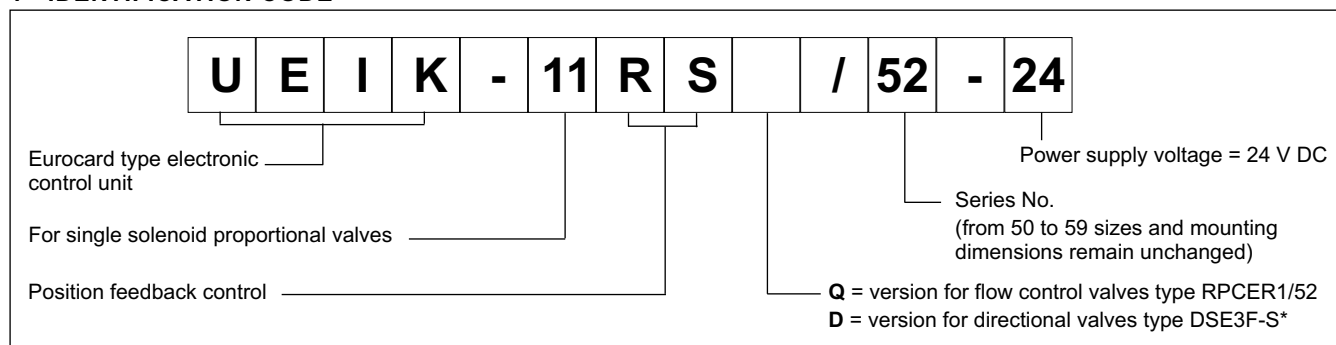 UEIK-11RS /52-24
Eurocard type electronic
control unit
For single solenoid proportional valves
Position feedback control
Power supply voltage = 24 V DC
Series No.
(from 50 to 59 sizes and mounting
dimensions remain unchanged)
Q = version for flow control valves type RPCER1/52
D = version for directional valves type DSE3F-S*